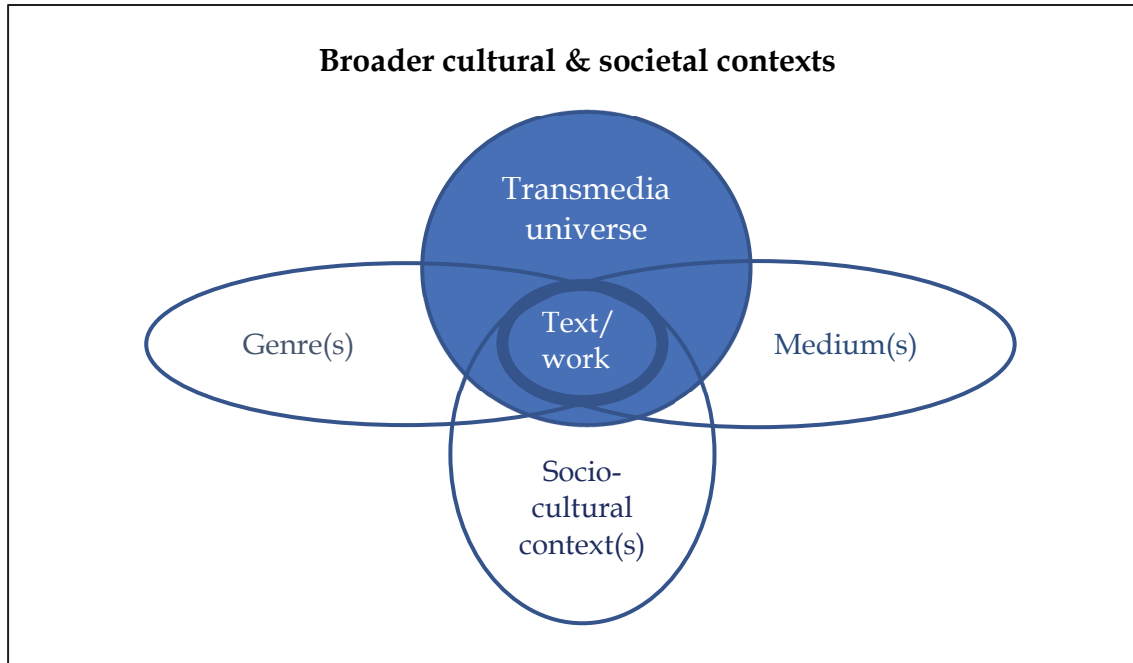 Broader cultural & societal contexts
Transmedia
universe
Genre(s)
Text/
work
Medium(s)
Socio-
cultural
context(s)